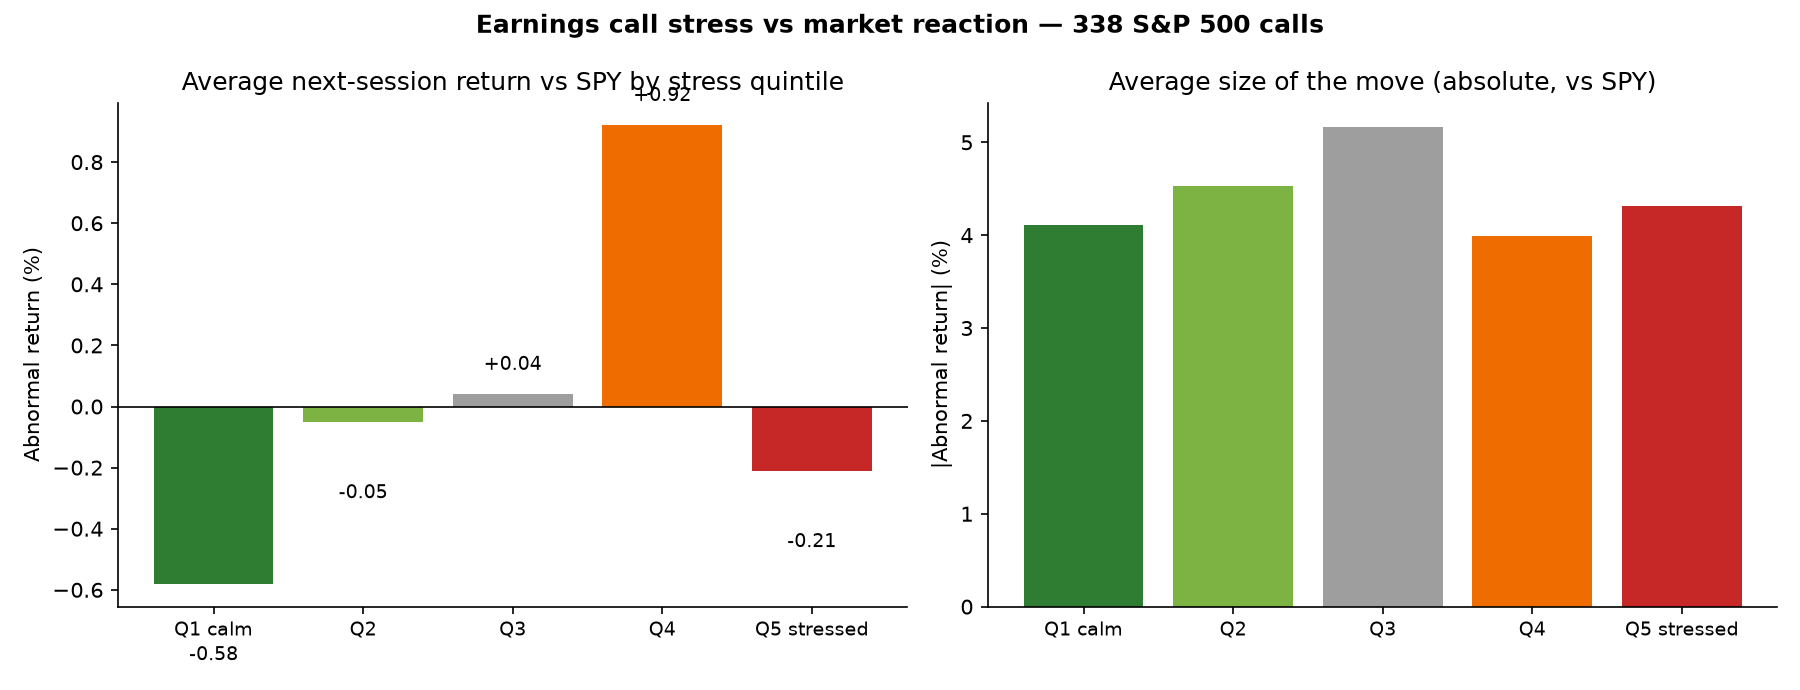 Earnings call stress vs market reaction — 338 S&P 500 calls
Average next-session return vs SPY by stress quintile
+0.92
0.8
0.6
0.4
0.2
0.0
−0.2
−0.4
−0.6
Abnormal return (%)
+0.04
-0.05
-0.21
Q1 calm
Q2
Q3
Q4
Q5 stressed
-0.58
Average size of the move (absolute, vs SPY)
5
4
3
2
1
0
|Abnormal return| (%)
Q1 calm
Q2
Q3
Q4
Q5 stressed